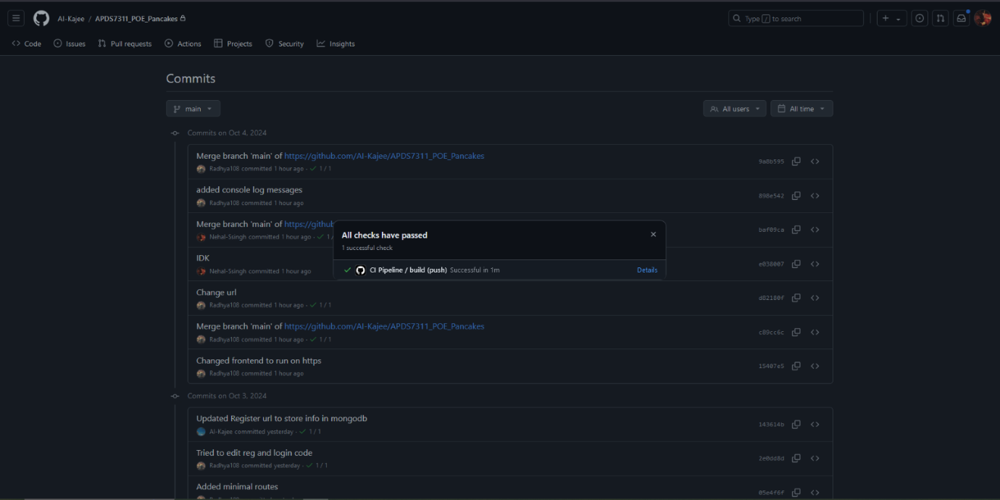 AI-Kajee / APDS7311_POE_Pancakes
Type / to search
Code Issues Pull requests Actions Projects Security Insights
Commits
main
All users All time
Commits on Oct 4, 2024
Merge branch 'main' of https://github.com/AI-Kajee/APDS7311_POE_Pancakes
Radhya108 committed 1 hour ago · 1 / 1
9a8b595
added console log messages
Radhya108 committed 1 hour ago
898e542
Merge branch 'main' of https://github
Nehal-Ssingh committed 1 hour ago · 1 /
baf09ca
All checks have passed
1 successful check
CI Pipeline / build (push) Successful in 1m Details
IDK
Nehal-Ssingh committed 1 hour ago
e038007
Change url
Radhya108 committed 1 hour ago · 1 / 1
d82180f
Merge branch 'main' of https://github.com/AI-Kajee/APDS7311_POE_Pancakes
Radhya108 committed 1 hour ago · 1 / 1
c89cc6c
Changed frontend to run on https
Radhya108 committed 1 hour ago
15407e5
Commits on Oct 3, 2024
Updated Register url to store info in mongodb
AI-Kajee committed yesterday · 1 / 1
143614b
Tried to edit reg and login code
Radhya108 committed yesterday · 1 / 1
2e0dd8d
Added minimal routes
05e4f6f